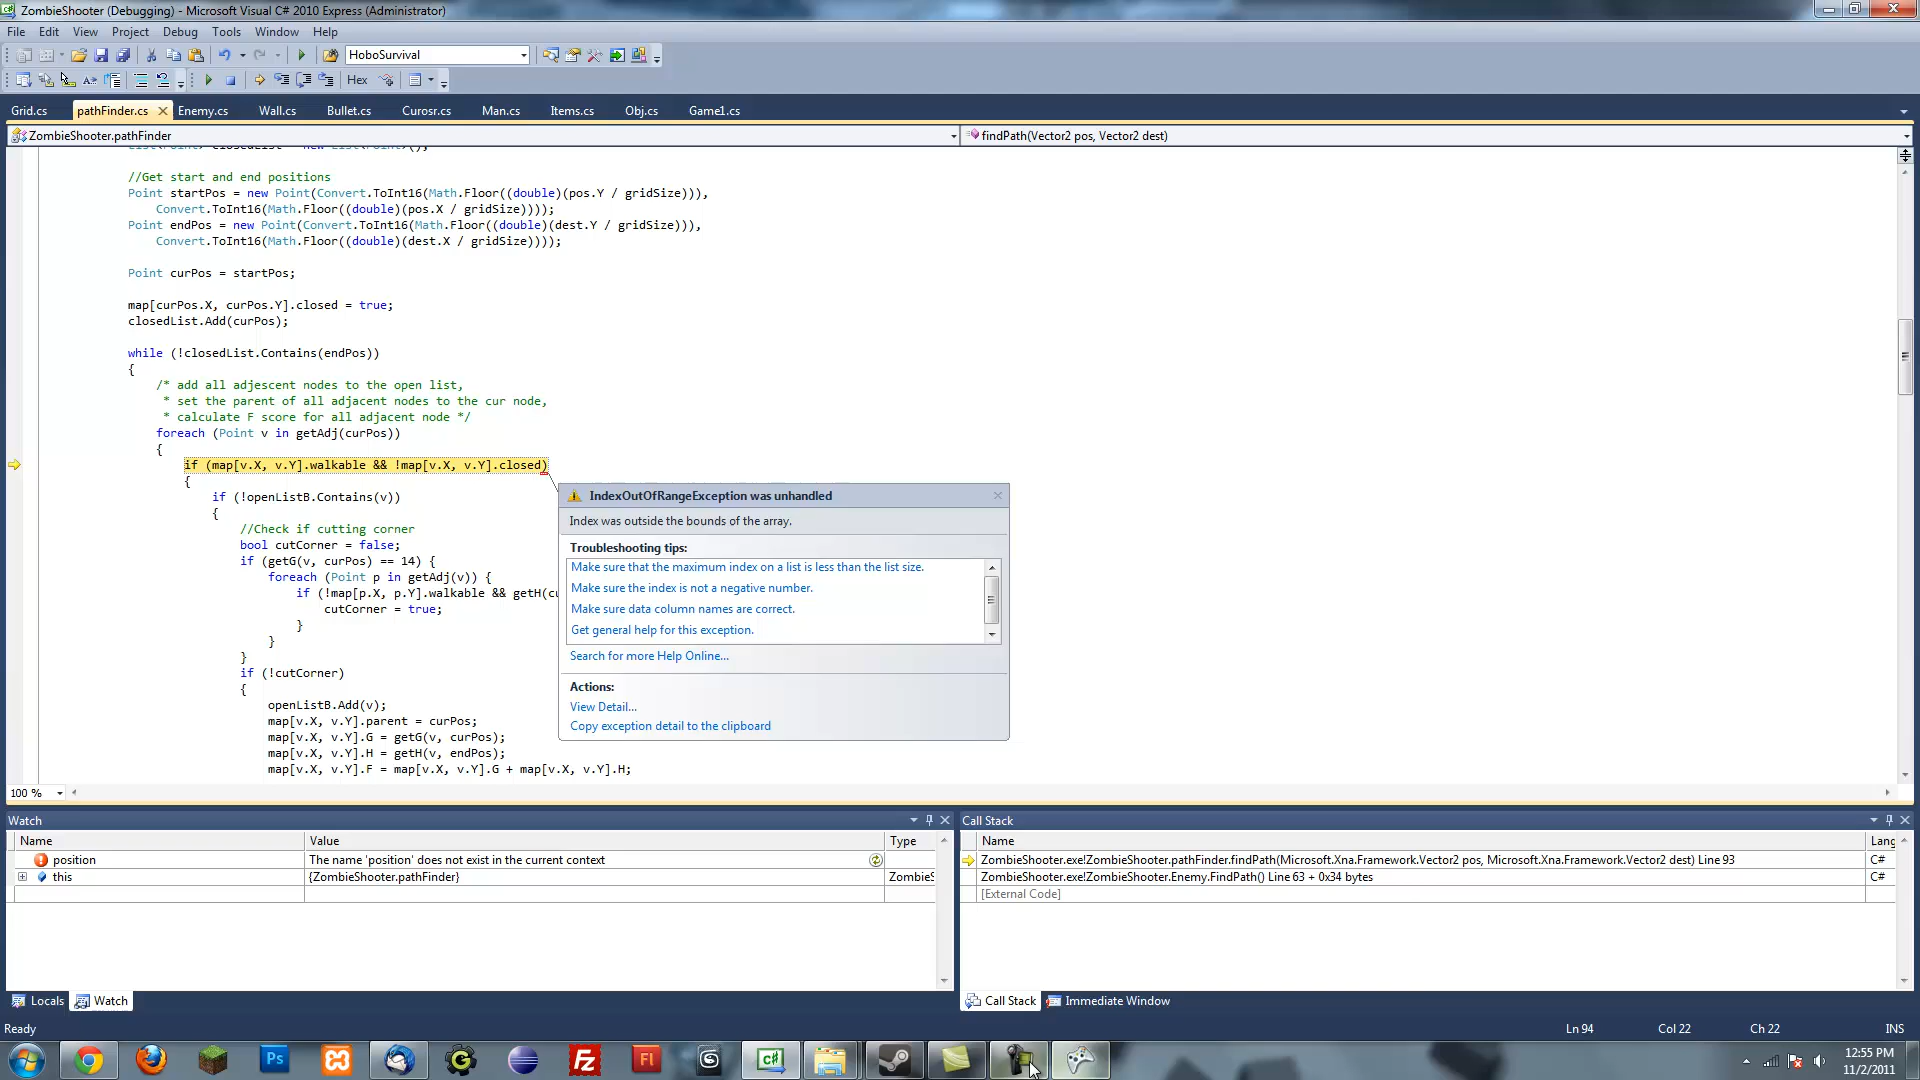 ZombieShooter (Debugging) - Microsoft Visual C# 2010 Express (Administrator)
File Edit View Project Debug Tools Window Help
HoboSurvival
Hex
Grid.cs pathFinder.cs Enemy.cs Wall.cs Bullet.cs Curosr.cs Man.cs Items.cs Obj.cs Game1.cs
ZombieShooter.pathFinder findPath(Vector2 pos, Vector2 dest)
//Get start and end positions
Point startPos = new Point(Convert.ToInt16(Math.Floor((double)(pos.Y / gridSize))),
Convert.ToInt16(Math.Floor((double)(pos.X / gridSize))));
Point endPos = new Point(Convert.ToInt16(Math.Floor((double)(dest.Y / gridSize))),
Convert.ToInt16(Math.Floor((double)(dest.X / gridSize))));
Point curPos = startPos;
map[curPos.X, curPos.Y].closed = true;
closedList.Add(curPos);
while (!closedList.Contains(endPos))
{
/* add all adjescent nodes to the open list,
* set the parent of all adjacent nodes to the cur node,
* calculate F score for all adjacent node */
foreach (Point v in getAdj(curPos))
{
if (map[v.X, v.Y].walkable && !map[v.X, v.Y].closed)
{
if (!openListB.Contains(v))
{
//Check if cutting corner
bool cutCorner = false;
if (getG(v, curPos) == 14) {
foreach (Point p in getAdj(v)) {
if (!map[p.X, p.Y].walkable && getH(cu
cutCorner = true;
}
}
}
if (!cutCorner)
{
openListB.Add(v);
map[v.X, v.Y].parent = curPos;
map[v.X, v.Y].G = getG(v, curPos);
map[v.X, v.Y].H = getH(v, endPos);
map[v.X, v.Y].F = map[v.X, v.Y].G + map[v.X, v.Y].H;
IndexOutOfRangeException was unhandled
Index was outside the bounds of the array.
Troubleshooting tips:
Make sure that the maximum index on a list is less than the list size.
Make sure the index is not a negative number.
Make sure data column names are correct.
Get general help for this exception.
Search for more Help Online...
Actions:
View Detail...
Copy exception detail to the clipboard
100 %
Watch
Name Value Type
position The name 'position' does not exist in the current context
this {ZombieShooter.pathFinder} ZombieS
Locals Watch
Call Stack
Name Lang
ZombieShooter.exe!ZombieShooter.pathFinder.findPath(Microsoft.Xna.Framework.Vector2 pos, Microsoft.Xna.Framework.Vector2 dest) Line 93 C#
ZombieShooter.exe!ZombieShooter.Enemy.FindPath() Line 63 + 0x34 bytes C#
[External Code]
Call Stack Immediate Window
Ready Ln 94 Col 22 Ch 22 INS
Ps Fz Fl C#
12:55 PM
11/2/2011